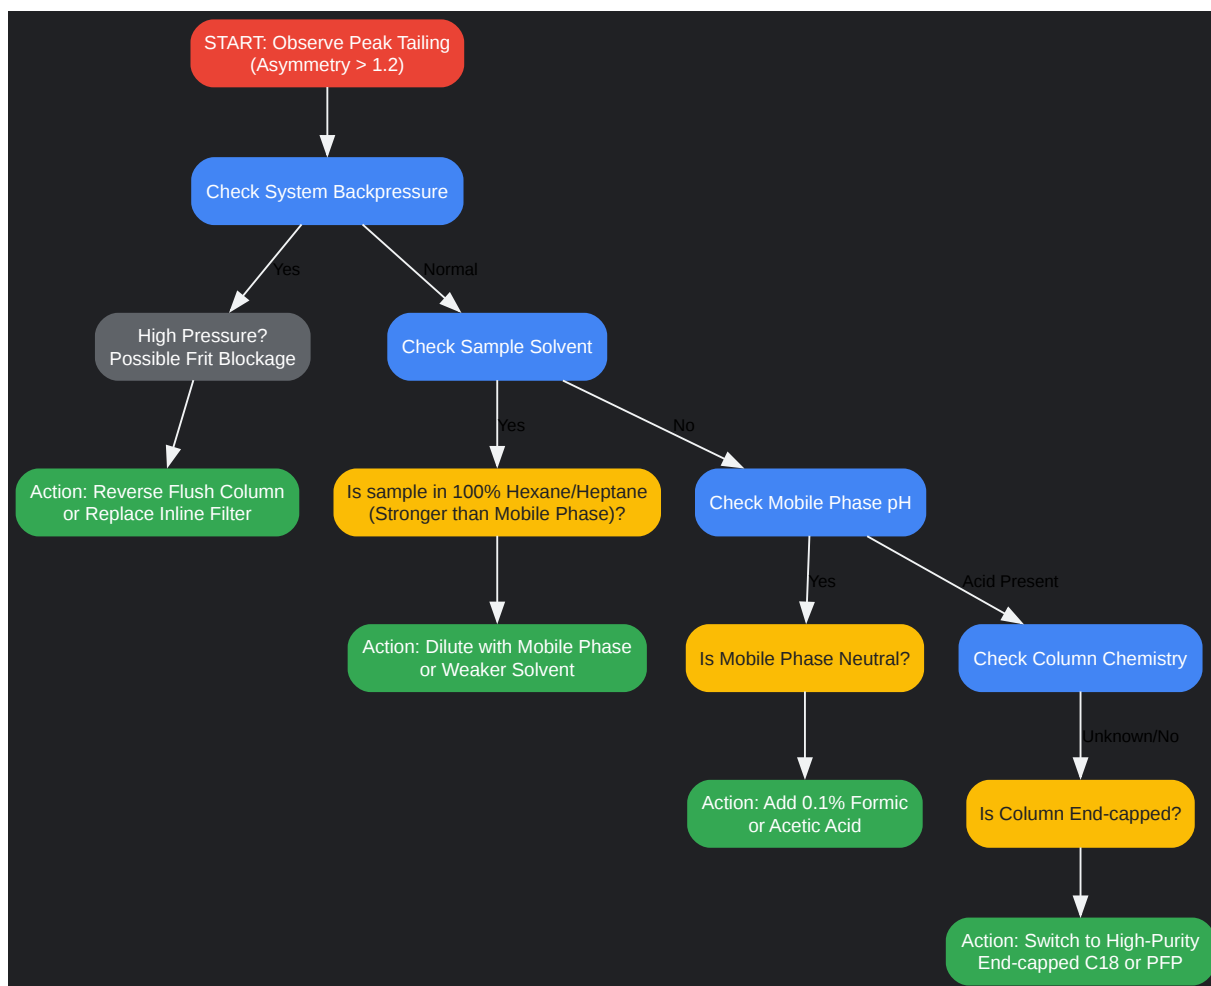 START: Observe Peak Tailing
(Asymmetry > 1.2)
Check System Backpressure
Yes
Normal
High Pressure?
Possible Frit Blockage
Check Sample Solvent
Yes
No
Action: Reverse Flush Column
or Replace Inline Filter
Is sample in 100% Hexane/Heptane
(Stronger than Mobile Phase)?
Check Mobile Phase pH
Yes
Acid Present
Action: Dilute with Mobile Phase
or Weaker Solvent
Is Mobile Phase Neutral?
Check Column Chemistry
Unknown/No
Action: Add 0.1% Formic
or Acetic Acid
Is Column End-capped?
Action: Switch to High-Purity
End-capped C18 or PFP